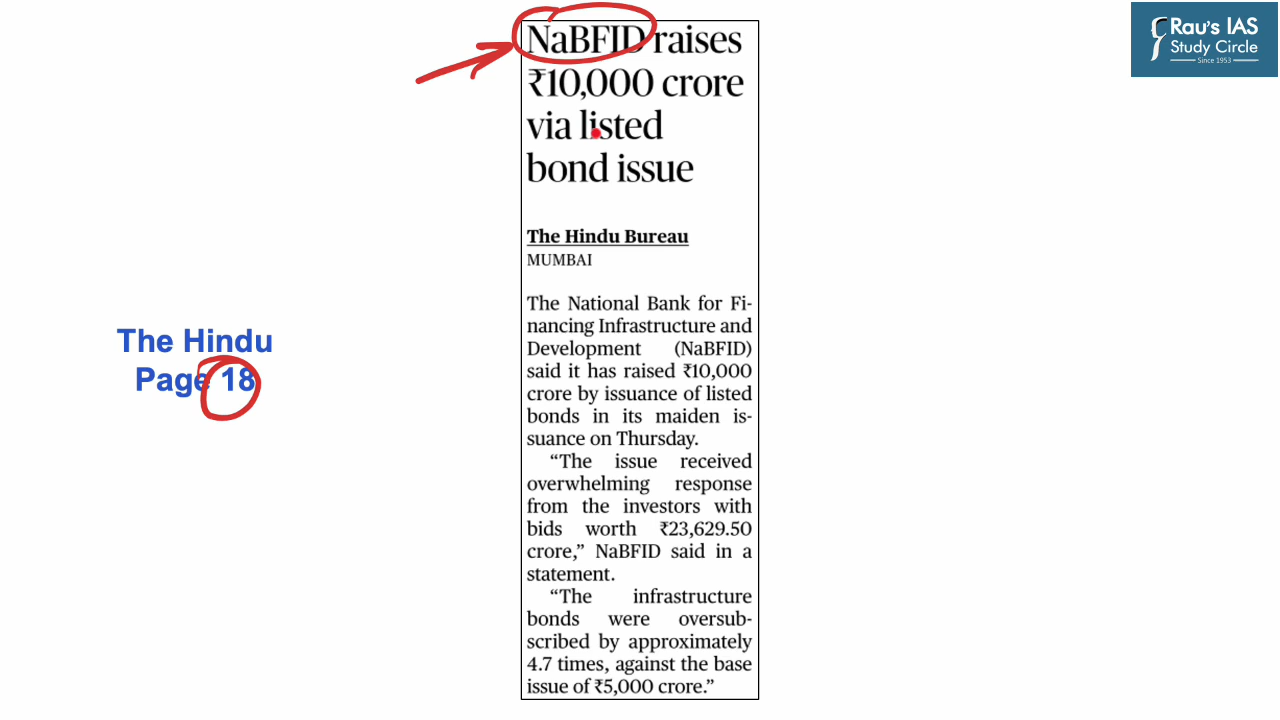 NaBFID raises
₹10,000 crore
via listed
bond issue
The Hindu Bureau
MUMBAI
The National Bank for Fi-
nancing Infrastructure and
Development (NaBFID)
said it has raised ₹10,000
crore by issuance of listed
bonds in its maiden is-
suance on Thursday.
“The issue received
overwhelming response
from the investors with
bids worth ₹23,629.50
crore,” NaBFID said in a
statement.
“The infrastructure
bonds were oversub-
scribed by approximately
4.7 times, against the base
issue of ₹5,000 crore.”
The Hindu
Page 18
Rau's IAS
Study Circle
Since 1953